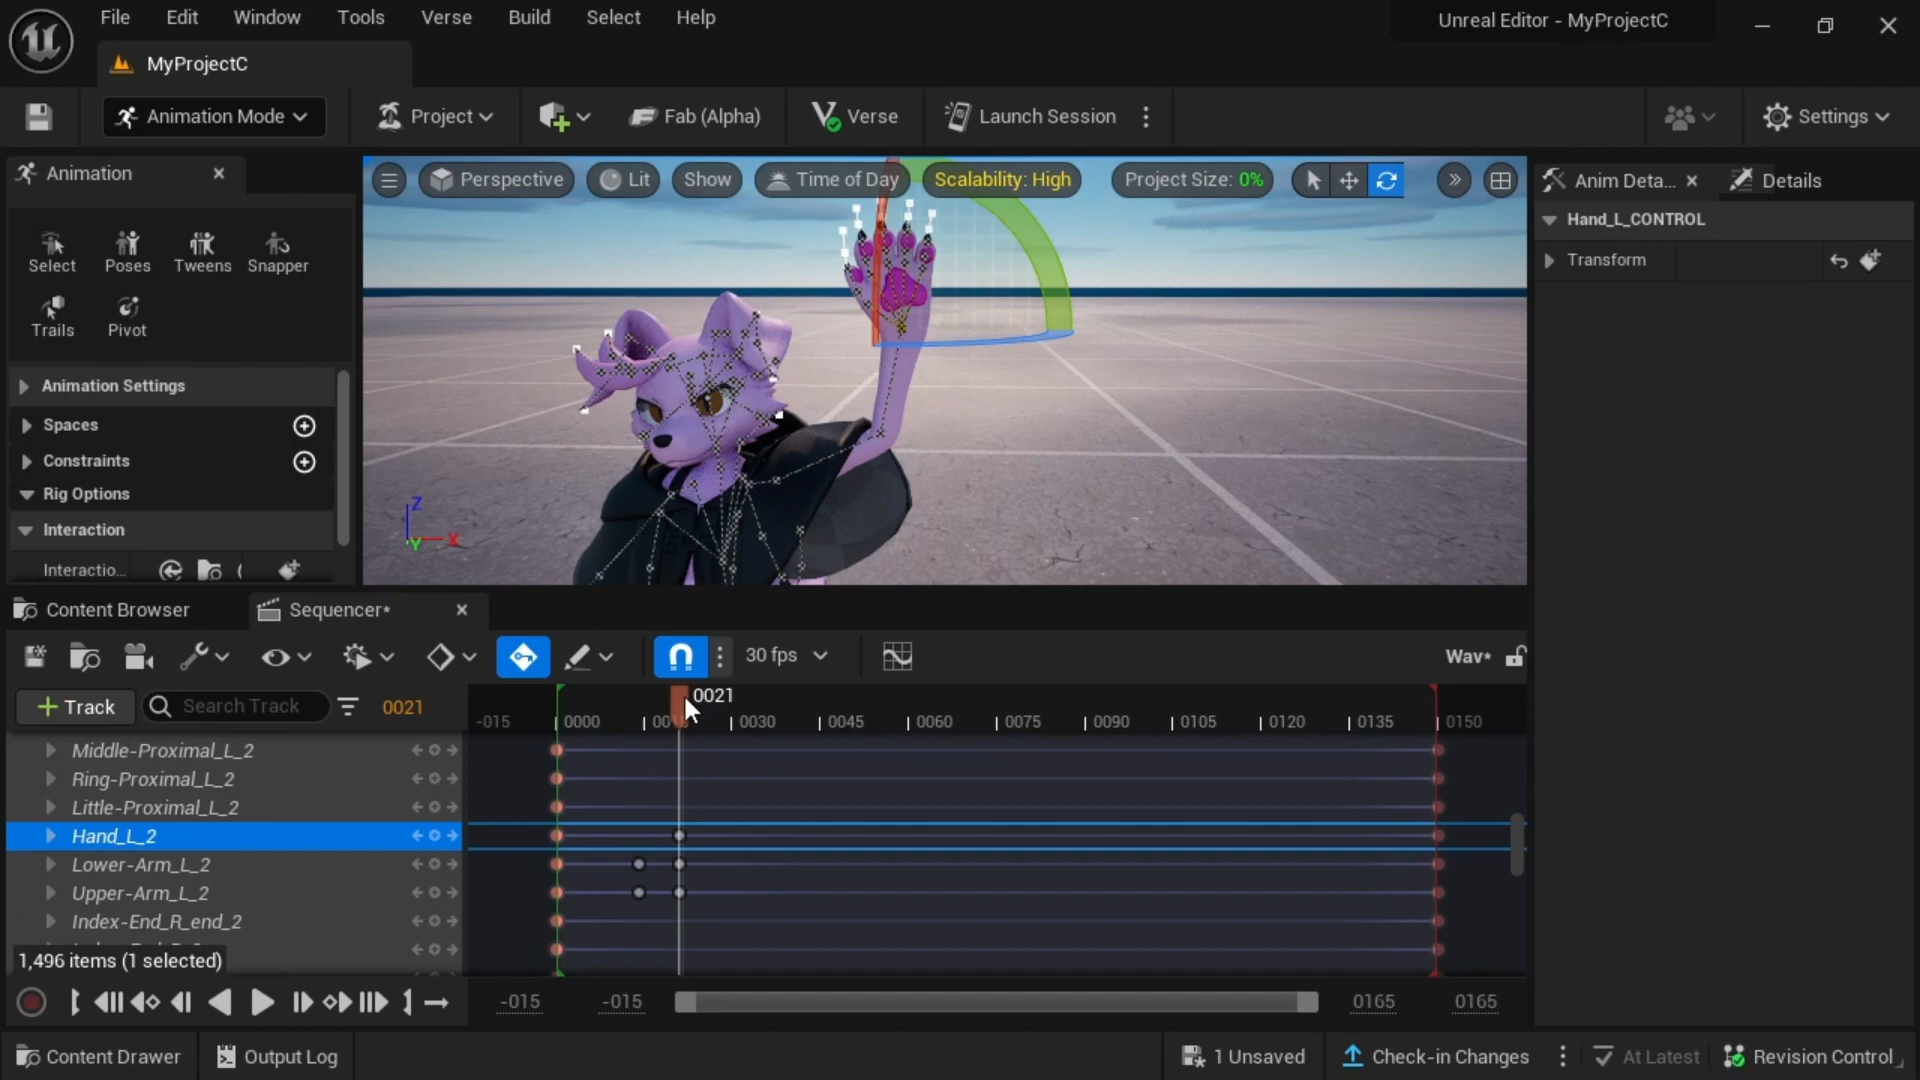 File Edit Window Tools Verse Build Select Help
Unreal Editor - MyProjectC
MyProjectC
Animation Mode Project Fab (Alpha) Verse Launch Session Settings
Animation
Perspective Lit Show Time of Day Scalability: High Project Size: 0%
Anim Deta... Details
Hand_L_CONTROL
Transform
Select Poses Tweens Snapper
Trails Pivot
Animation Settings
Spaces
Constraints
Rig Options
Interaction
Interactio...
Z
X
Y
Content Browser Sequencer*
30 fps
Wav*
Track Search Track 0021
0021
-015 0000 0030 0045 0060 0075 0090 0105 0120 0135 0150
Middle-Proximal_L_2
Ring-Proximal_L_2
Little-Proximal_L_2
Hand_L_2
Lower-Arm_L_2
Upper-Arm_L_2
Index-End_R_end_2
1,496 items (1 selected)
-015 -015 0165 0165
Content Drawer Output Log 1 Unsaved Check-in Changes At Latest Revision Control